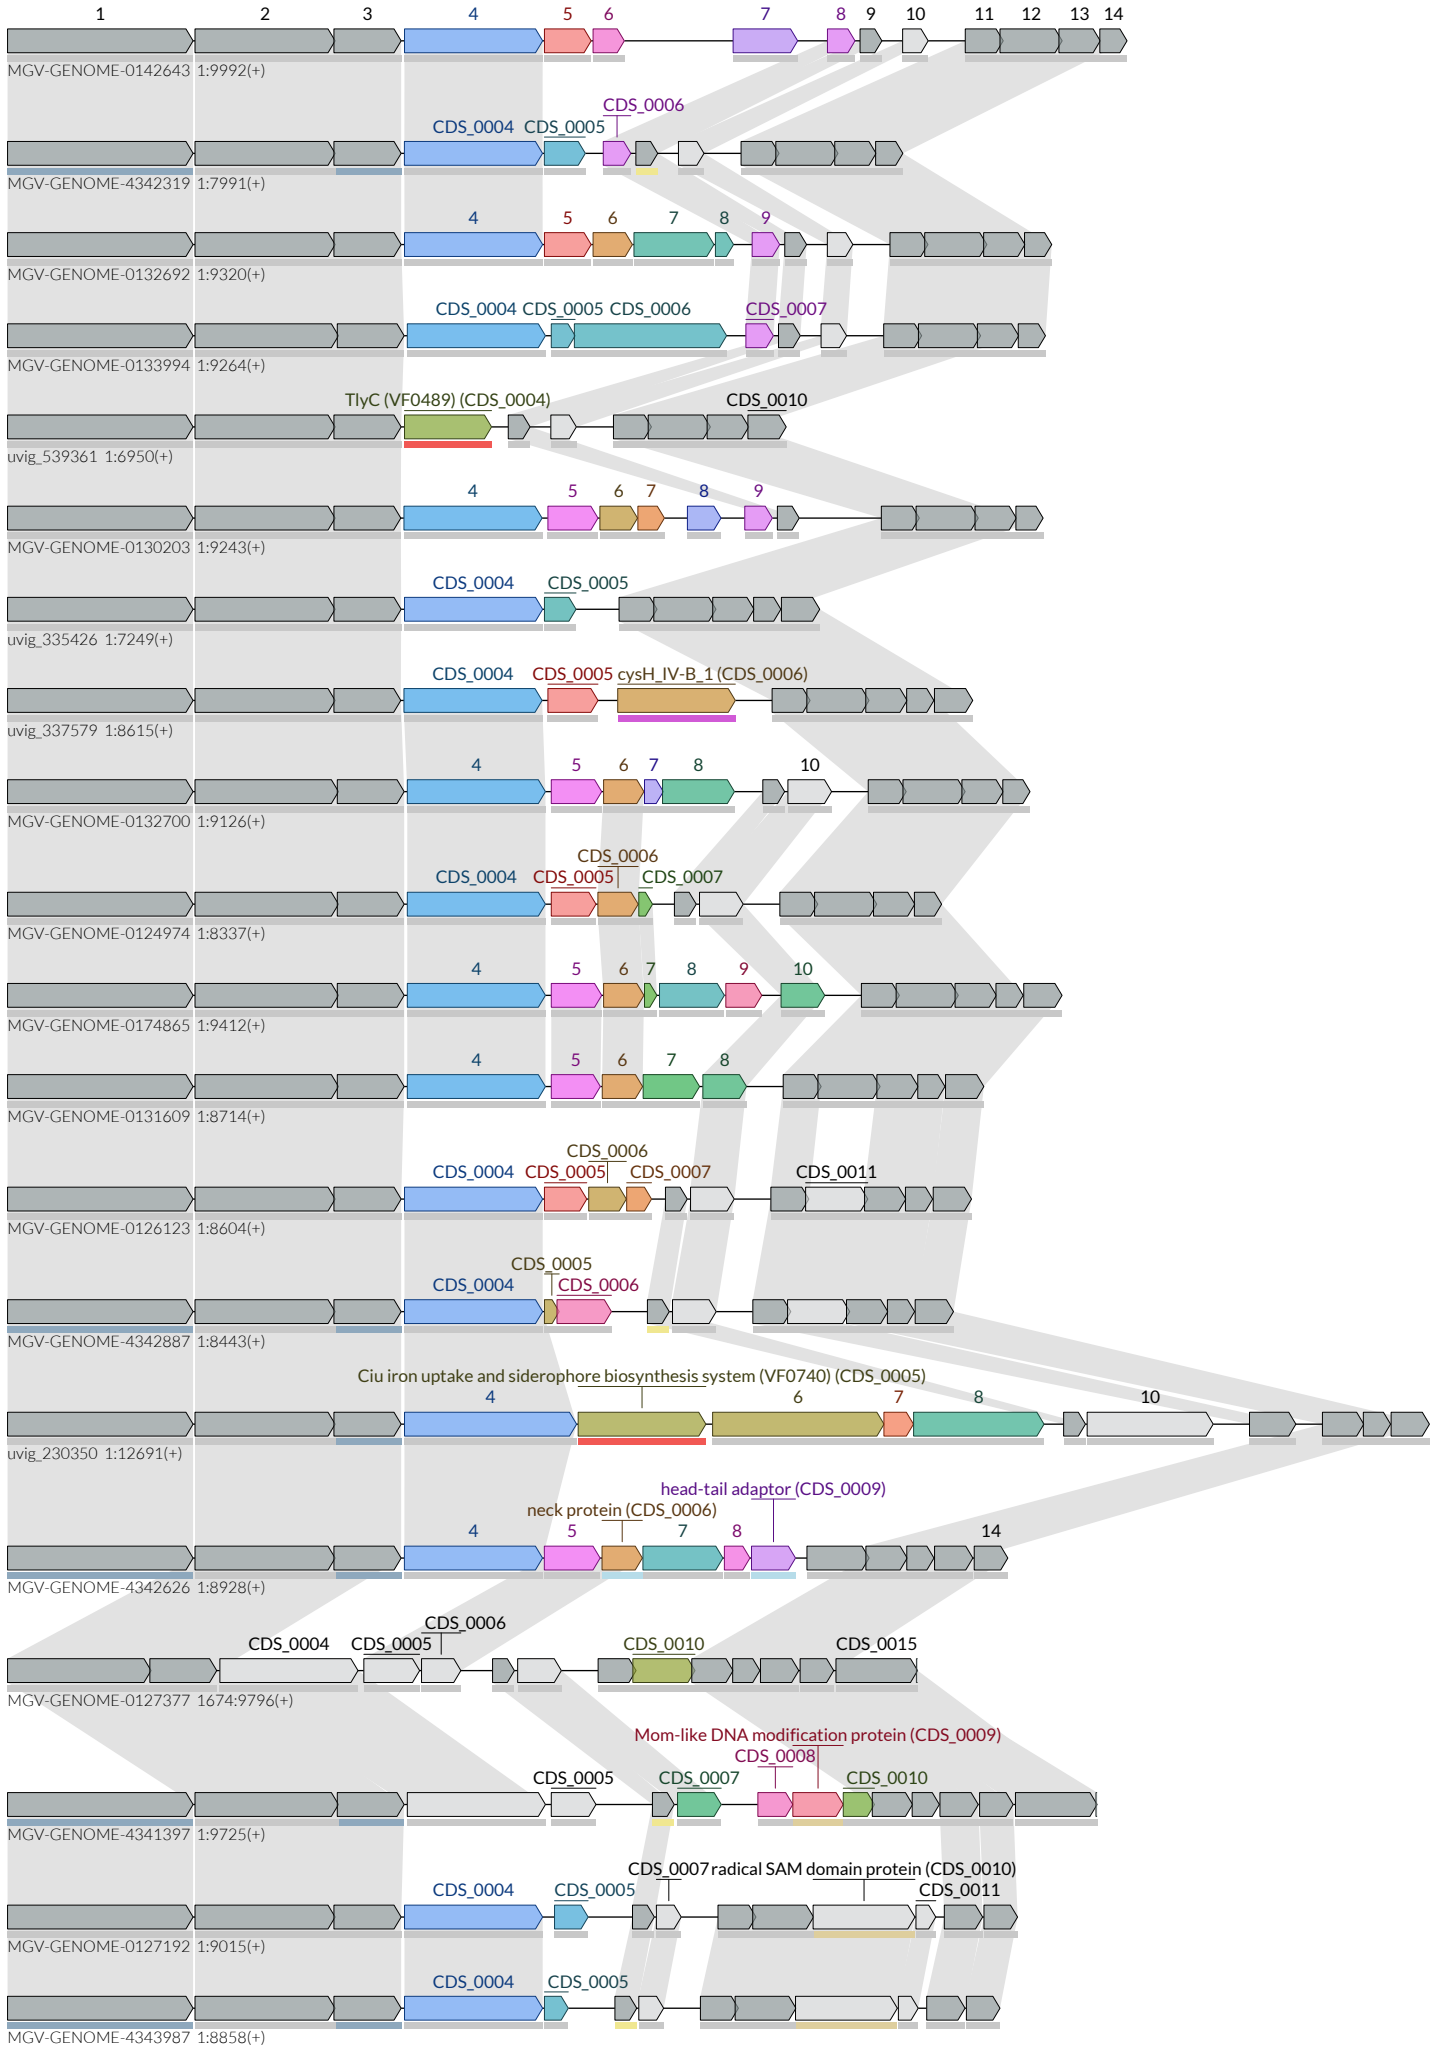 1 2 3 4 5 6 7 8 9 10 11 12 13 14
MGV-GENOME-0142643 1:9992(+)
CDS_0006
CDS_0004 CDS_0005
MGV-GENOME-4342319 1:7991(+)
4 5 6 7 8 9
MGV-GENOME-0132692 1:9320(+)
CDS_0004 CDS_0005 CDS_0006 CDS_0007
MGV-GENOME-0133994 1:9264(+)
TlyC (VF0489) (CDS_0004) CDS_0010
uvig_539361 1:6950(+)
4 5 6 7 8 9
MGV-GENOME-0130203 1:9243(+)
CDS_0004 CDS_0005
uvig_335426 1:7249(+)
CDS_0004 CDS_0005 cysH_IV-B_1 (CDS_0006)
uvig_337579 1:8615(+)
4 5 6 7 8 10
MGV-GENOME-0132700 1:9126(+)
CDS_0006
CDS_0004 CDS_0005 CDS_0007
MGV-GENOME-0124974 1:8337(+)
4 5 6 7 8 9 10
MGV-GENOME-0174865 1:9412(+)
4 5 6 7 8
MGV-GENOME-0131609 1:8714(+)
CDS_0006
CDS_0004 CDS_0005 CDS_0007 CDS_0011
MGV-GENOME-0126123 1:8604(+)
CDS_0005
CDS_0004 CDS_0006
MGV-GENOME-4342887 1:8443(+)
Ciu iron uptake and siderophore biosynthesis system (VF0740) (CDS_0005)
4 6 7 8 10
uvig_230350 1:12691(+)
head-tail adaptor (CDS_0009)
neck protein (CDS_0006)
4 5 7 8 14
MGV-GENOME-4342626 1:8928(+)
CDS_0006
CDS_0004 CDS_0005 CDS_0010 CDS_0015
MGV-GENOME-0127377 1674:9796(+)
Mom-like DNA modification protein (CDS_0009)
CDS_0008
CDS_0005 CDS_0007 CDS_0010
MGV-GENOME-4341397 1:9725(+)
CDS_0007 radical SAM domain protein (CDS_0010)
CDS_0004 CDS_0005 CDS_0011
MGV-GENOME-0127192 1:9015(+)
CDS_0004 CDS_0005
MGV-GENOME-4343987 1:8858(+)